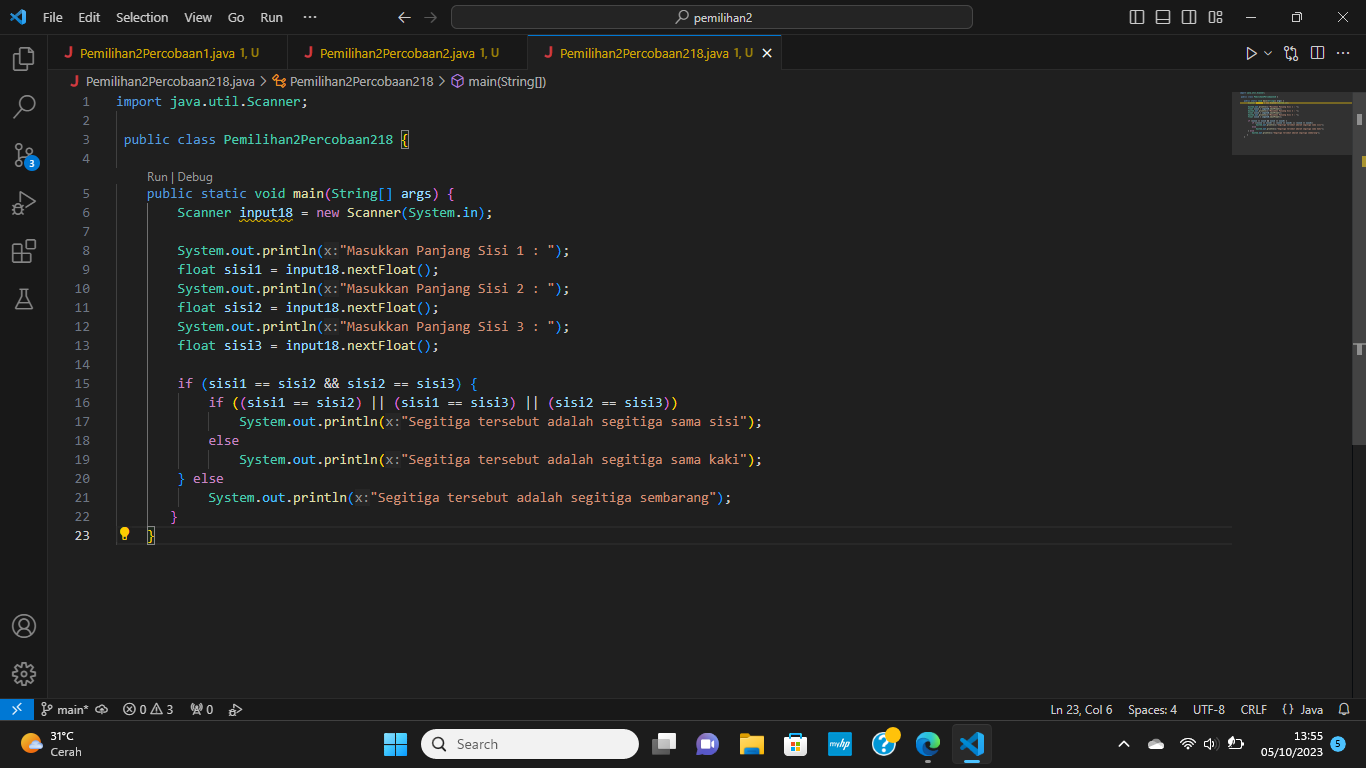 File Edit Selection View Go Run ··· pemilihan2
Pemilihan2Percobaan1.java 1, U Pemilihan2Percobaan2.java 1, U Pemilihan2Percobaan218.java 1, U
Pemilihan2Percobaan218.java > Pemilihan2Percobaan218 > main(String[])
1 import java.util.Scanner;
2
3 public class Pemilihan2Percobaan218 {
4
Run | Debug
5 public static void main(String[] args) {
6 Scanner input18 = new Scanner(System.in);
7
8 System.out.println(x:"Masukkan Panjang Sisi 1 : ");
9 float sisi1 = input18.nextFloat();
10 System.out.println(x:"Masukkan Panjang Sisi 2 : ");
11 float sisi2 = input18.nextFloat();
12 System.out.println(x:"Masukkan Panjang Sisi 3 : ");
13 float sisi3 = input18.nextFloat();
14
15 if (sisi1 == sisi2 && sisi2 == sisi3) {
16 if ((sisi1 == sisi2) || (sisi1 == sisi3) || (sisi2 == sisi3))
17 System.out.println(x:"Segitiga tersebut adalah segitiga sama sisi");
18 else
19 System.out.println(x:"Segitiga tersebut adalah segitiga sama kaki");
20 } else
21 System.out.println(x:"Segitiga tersebut adalah segitiga sembarang");
22 }
23 }
3
main* 0 3 0 Ln 23, Col 6 Spaces: 4 UTF-8 CRLF {} Java
31°C
Cerah
Search
myhp
13:55
05/10/2023
5